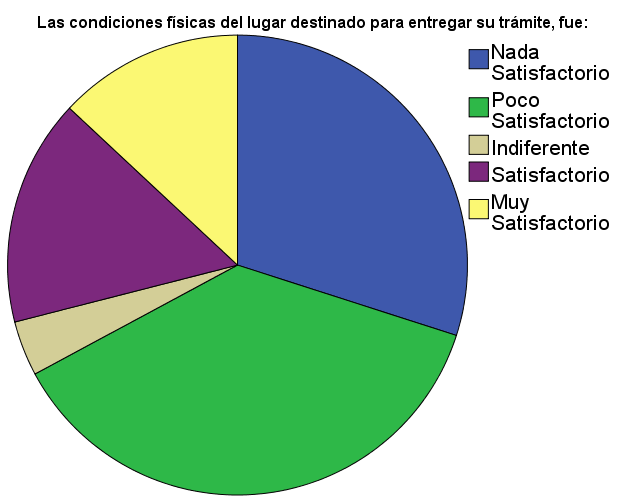 Las condiciones físicas del lugar destinado para entregar su trámite, fue:
Nada
Satisfactorio
Poco
Satisfactorio
Indiferente
Satisfactorio
Muy
Satisfactorio